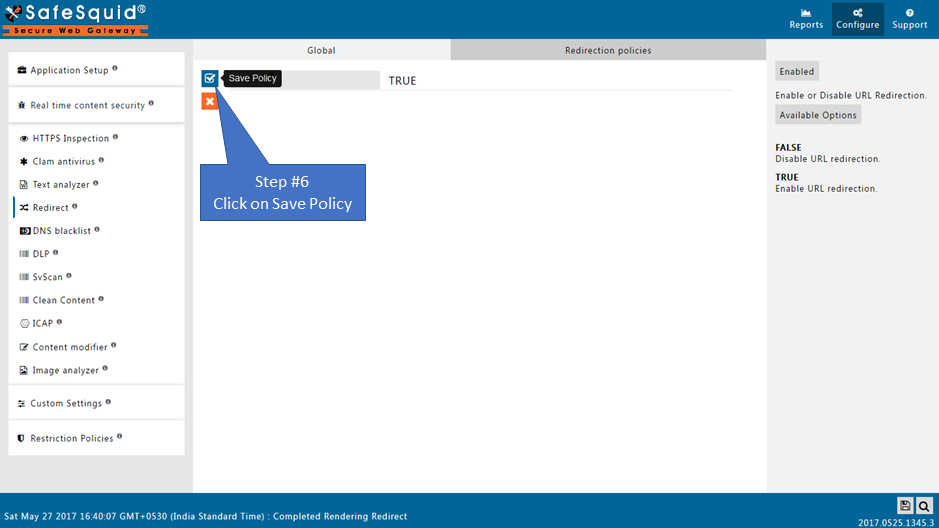 SafeSquid®
Secure Web Gateway
Reports
Configure
Support
Global
Redirection policies
Application Setup
Real time content security
HTTPS Inspection
Clam antivirus
Text analyzer
Redirect
DNS blacklist
DLP
SvScan
Clean Content
ICAP
Content modifier
Image analyzer
Custom Settings
Restriction Policies
Save Policy
TRUE
Step #6
Click on Save Policy
Enabled
Enable or Disable URL Redirection.
Available Options
FALSE
Disable URL redirection.
TRUE
Enable URL redirection.
Sat May 27 2017 16:40:07 GMT+0530 (India Standard Time) : Completed Rendering Redirect
2017.0525.1345.3